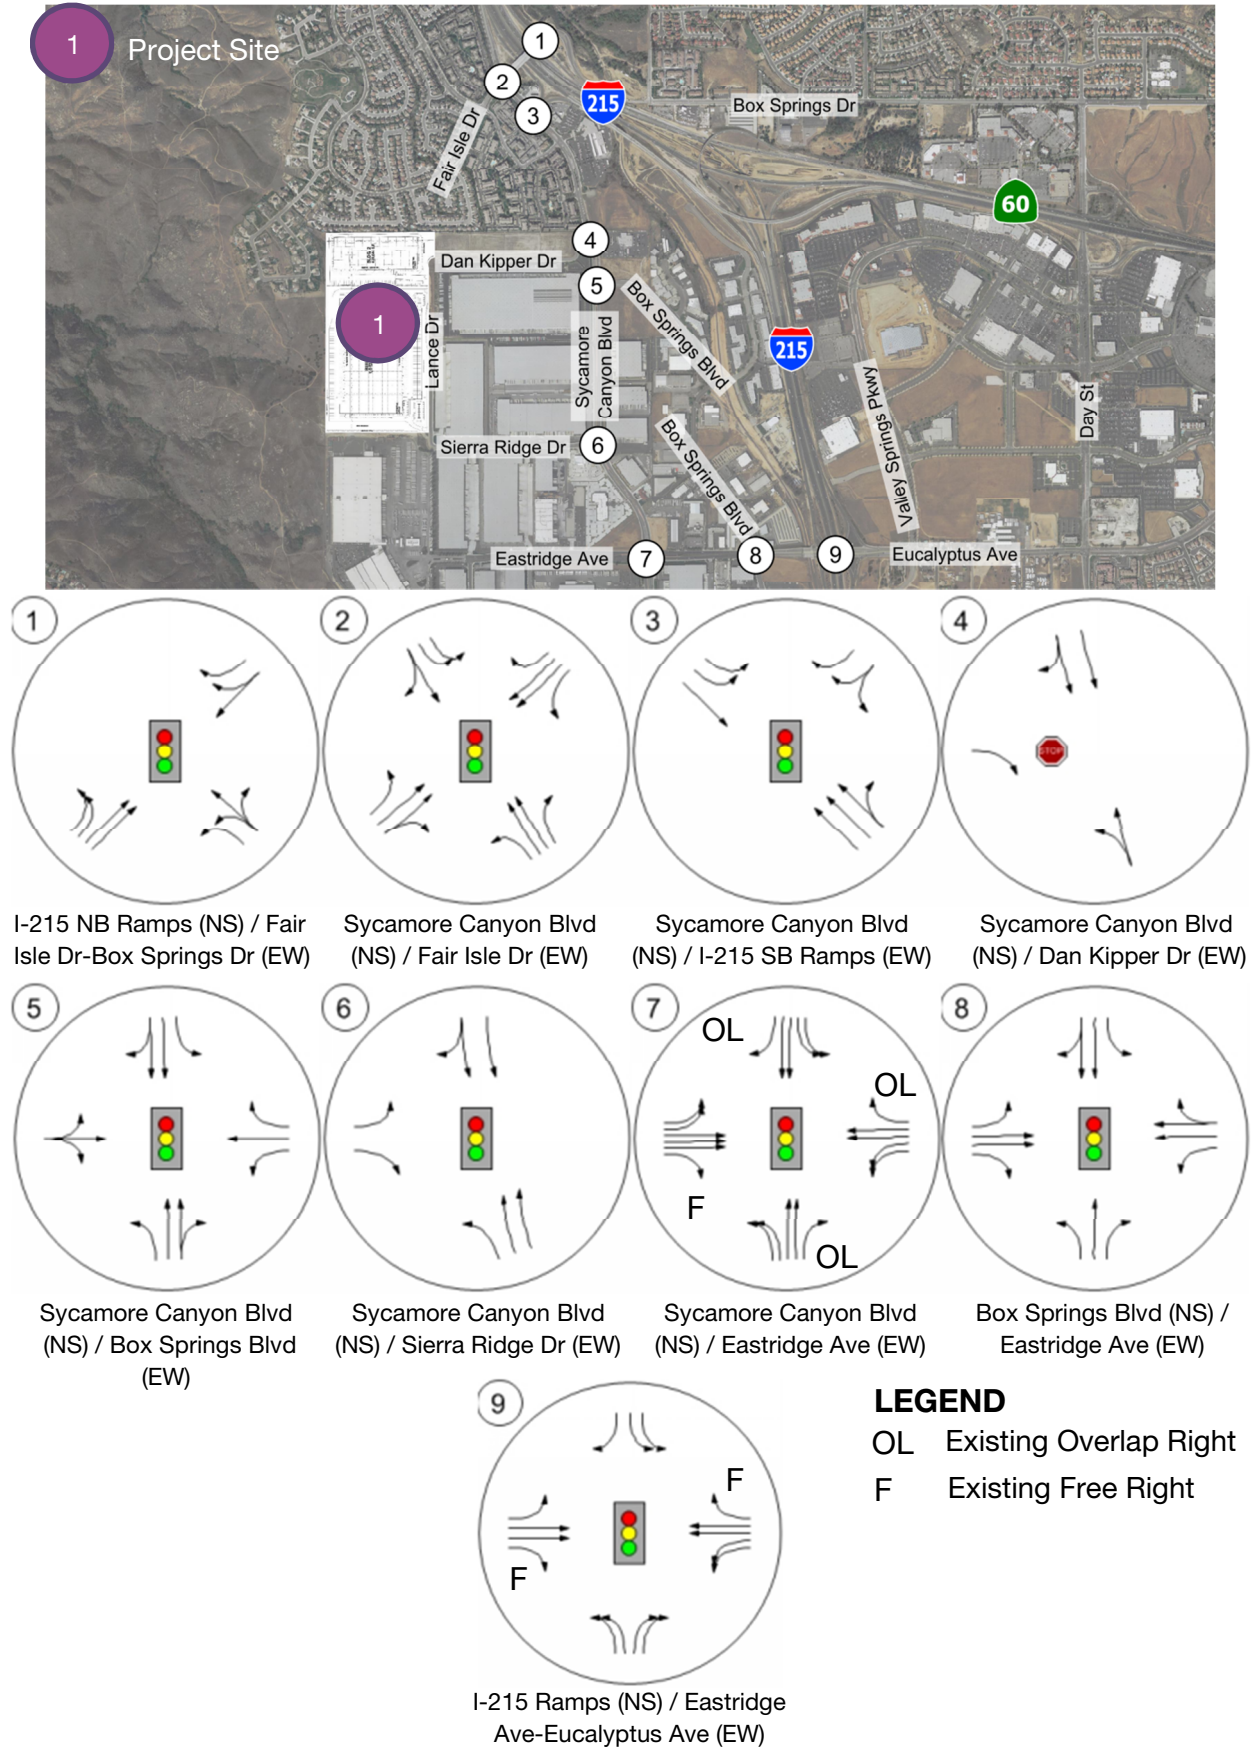 1 Project Site
1
2
3
215
Box Springs Dr
Fair Isle Dr
60
4
Dan Kipper Dr
5
1
Lance Dr
Sycamore
Canyon Blvd
Box Springs Blvd
215
Valley Springs Pkwy
Day St
Sierra Ridge Dr
6
Box Springs Blvd
Eastridge Ave
7
8
9
Eucalyptus Ave
1
2
3
4
STOP
I-215 NB Ramps (NS) / Fair
Isle Dr-Box Springs Dr (EW)
Sycamore Canyon Blvd
(NS) / Fair Isle Dr (EW)
Sycamore Canyon Blvd
(NS) / I-215 SB Ramps (EW)
Sycamore Canyon Blvd
(NS) / Dan Kipper Dr (EW)
5
6
7
OL
OL
F
OL
8
Sycamore Canyon Blvd
(NS) / Box Springs Blvd
(EW)
Sycamore Canyon Blvd
(NS) / Sierra Ridge Dr (EW)
Sycamore Canyon Blvd
(NS) / Eastridge Ave (EW)
Box Springs Blvd (NS) /
Eastridge Ave (EW)
9
F
F
I-215 Ramps (NS) / Eastridge
Ave-Eucalyptus Ave (EW)
LEGEND
OL Existing Overlap Right
F Existing Free Right